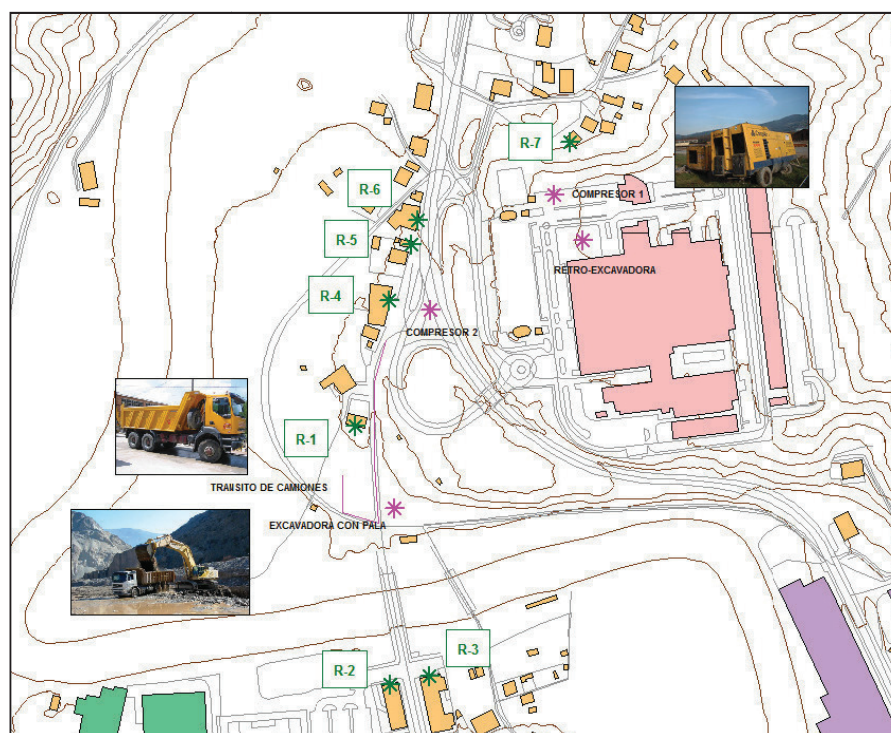 R-7
COMPRESOR 1
R-6
R-5
RETRO-EXCAVADORA
R-4
COMPRESOR 2
R-1
TRANSITO DE CAMIONES
EXCAVADORA CON PALA
R-3
R-2